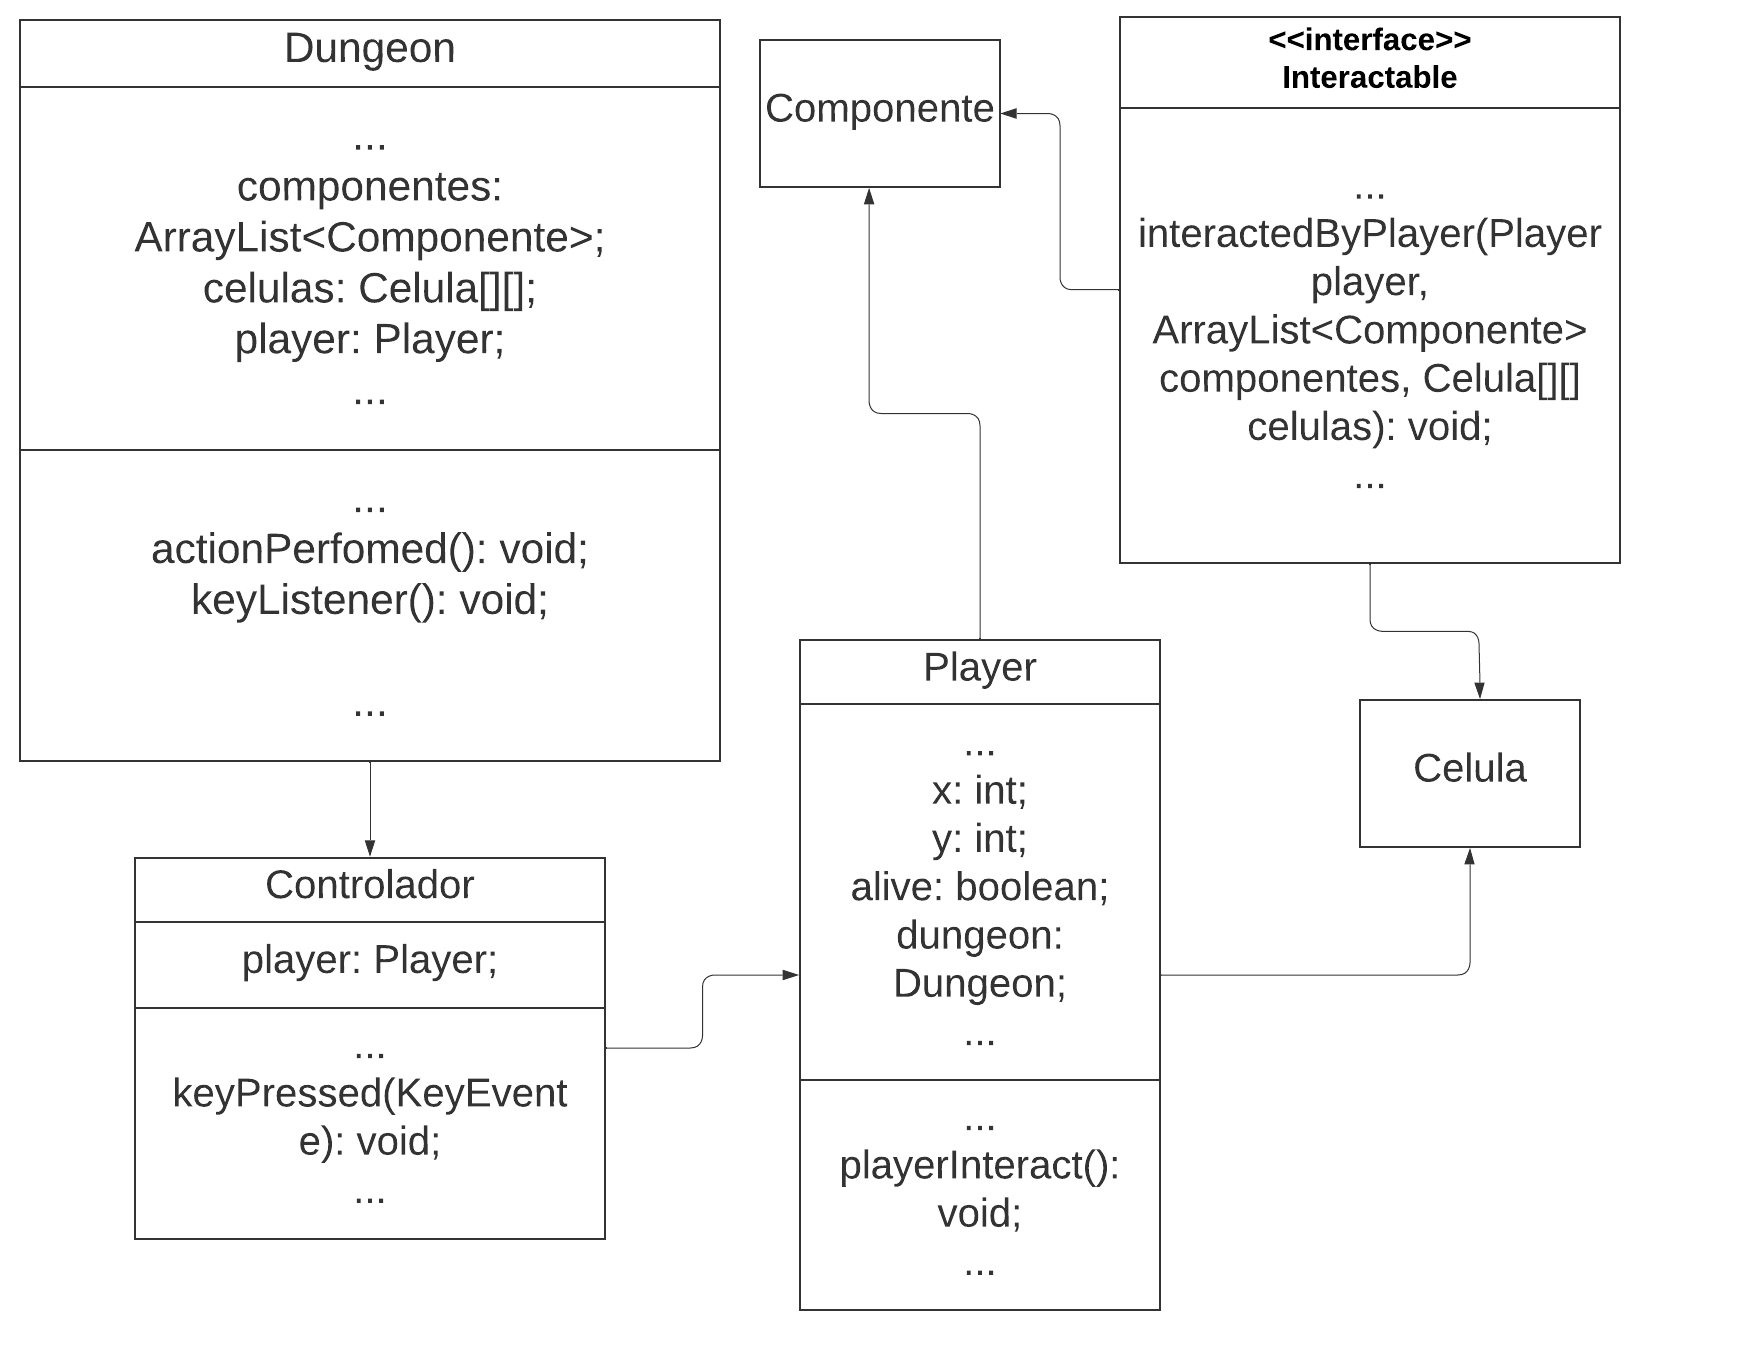 Dungeon
...
componentes:
ArrayList<Componente>;
celulas: Celula[][];
player: Player;
...
...
actionPerfomed(): void;
keyListener(): void;
...
Componente
<<interface>>
Interactable
...
interactedByPlayer(Player
player,
ArrayList<Componente>
componentes, Celula[][]
celulas): void;
...
Controlador
player: Player;
...
keyPressed(KeyEvent
e): void;
...
Player
...
x: int;
y: int;
alive: boolean;
dungeon:
Dungeon;
...
...
playerInteract():
void;
...
Celula